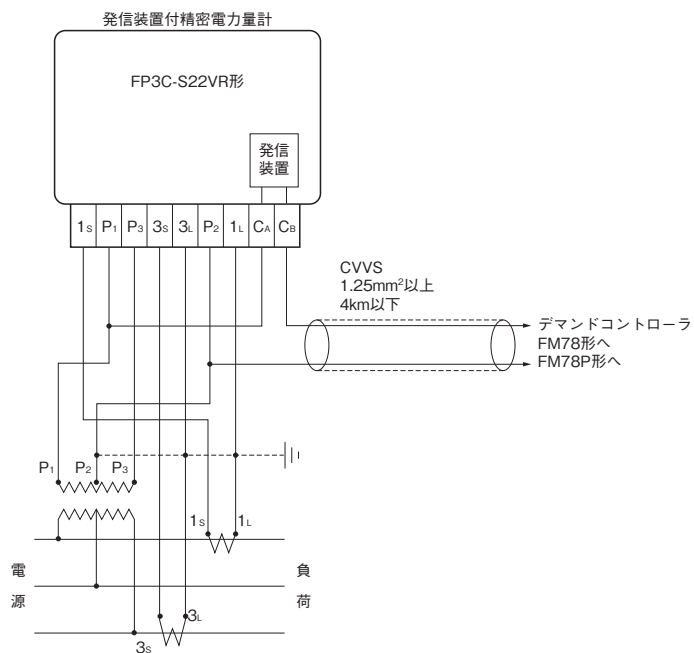 発信装置付精密電力量計
FP3C-S22VR形
発信
装置
1S P1 P3 3S 3L P2 1L CA CB
CVVS
1.25mm²以上
4km以下
デマンドコントローラ
FM78形へ
FM78P形へ
P1 P2 P3
1S 1L
電源
負荷
3L
3S